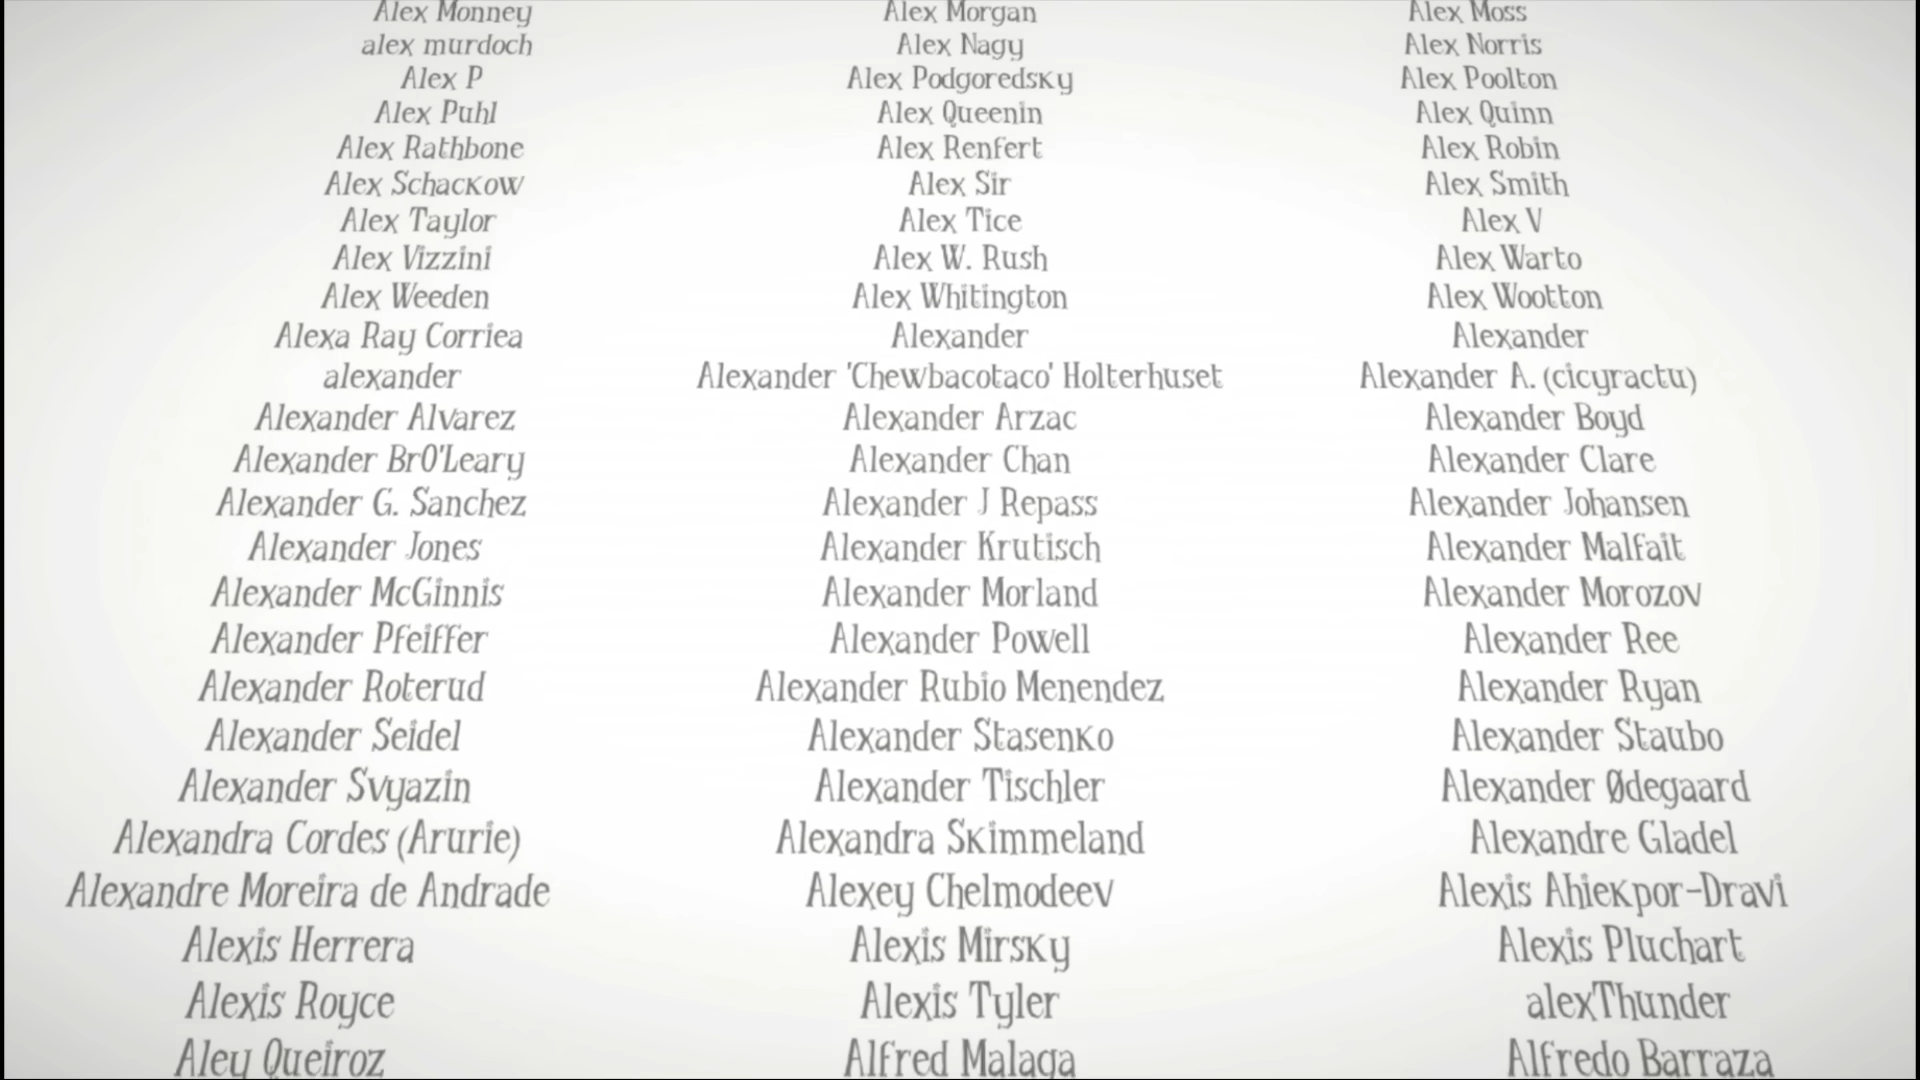 Alex Monney Alex Morgan Alex Moss
alex murdoch Alex Nagy Alex Norris
Alex P Alex Podgoredsky Alex Poolton
Alex Puhl Alex Queenin Alex Quinn
Alex Rathbone Alex Renfert Alex Robin
Alex Schackow Alex Sir Alex Smith
Alex Taylor Alex Tice Alex V
Alex Vizzini Alex W. Rush Alex Warto
Alex Weeden Alex Whitington Alex Wootton
Alexa Ray Corriea Alexander Alexander
alexander Alexander 'Chewbacotaco' Holterhuset Alexander A. (cicyractu)
Alexander Alvarez Alexander Arzac Alexander Boyd
Alexander BrO'Leary Alexander Chan Alexander Clare
Alexander G. Sanchez Alexander J Repass Alexander Johansen
Alexander Jones Alexander Krutisch Alexander Malfait
Alexander McGinnis Alexander Morland Alexander Morozov
Alexander Pfeiffer Alexander Powell Alexander Ree
Alexander Roterud Alexander Rubio Menendez Alexander Ryan
Alexander Seidel Alexander Stasenko Alexander Staubo
Alexander Svyazin Alexander Tischler Alexander Ødegaard
Alexandra Cordes (Arurie) Alexandra Skimmeland Alexandre Gladel
Alexandre Moreira de Andrade Alexey Chelmodeev Alexis Ahiekpor-Dravi
Alexis Herrera Alexis Mirsky Alexis Pluchart
Alexis Royce Alexis Tyler alexThunder
Aley Queiroz Alfred Malaga Alfredo Barraza